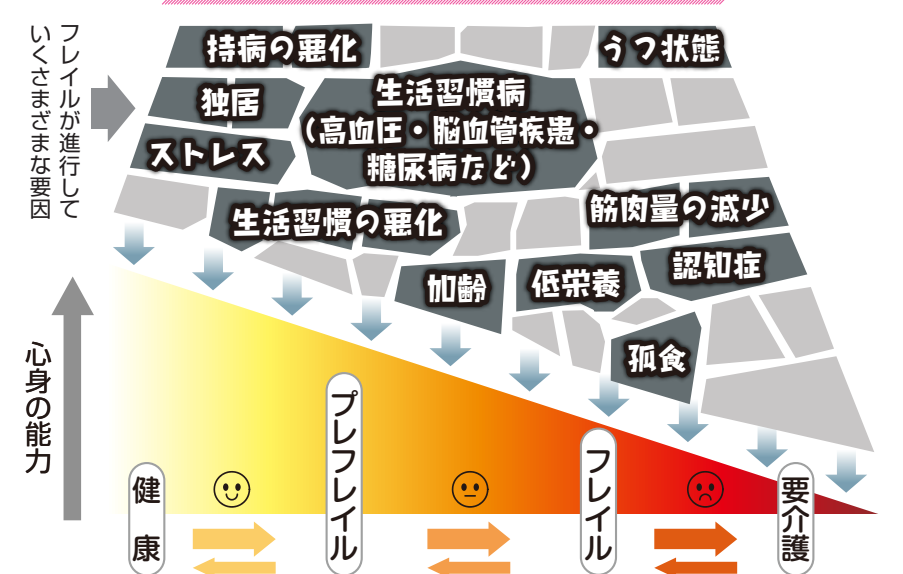 フレイルが進行して
いくさまざまな要因
持病の悪化
うつ状態
独居
生活習慣病
(高血圧・脳血管疾患・
糖尿病など)
ストレス
生活習慣の悪化
筋肉量の減少
加齢
低栄養
認知症
孤食
心身の能力
健康
プレフレイル
フレイル
要介護